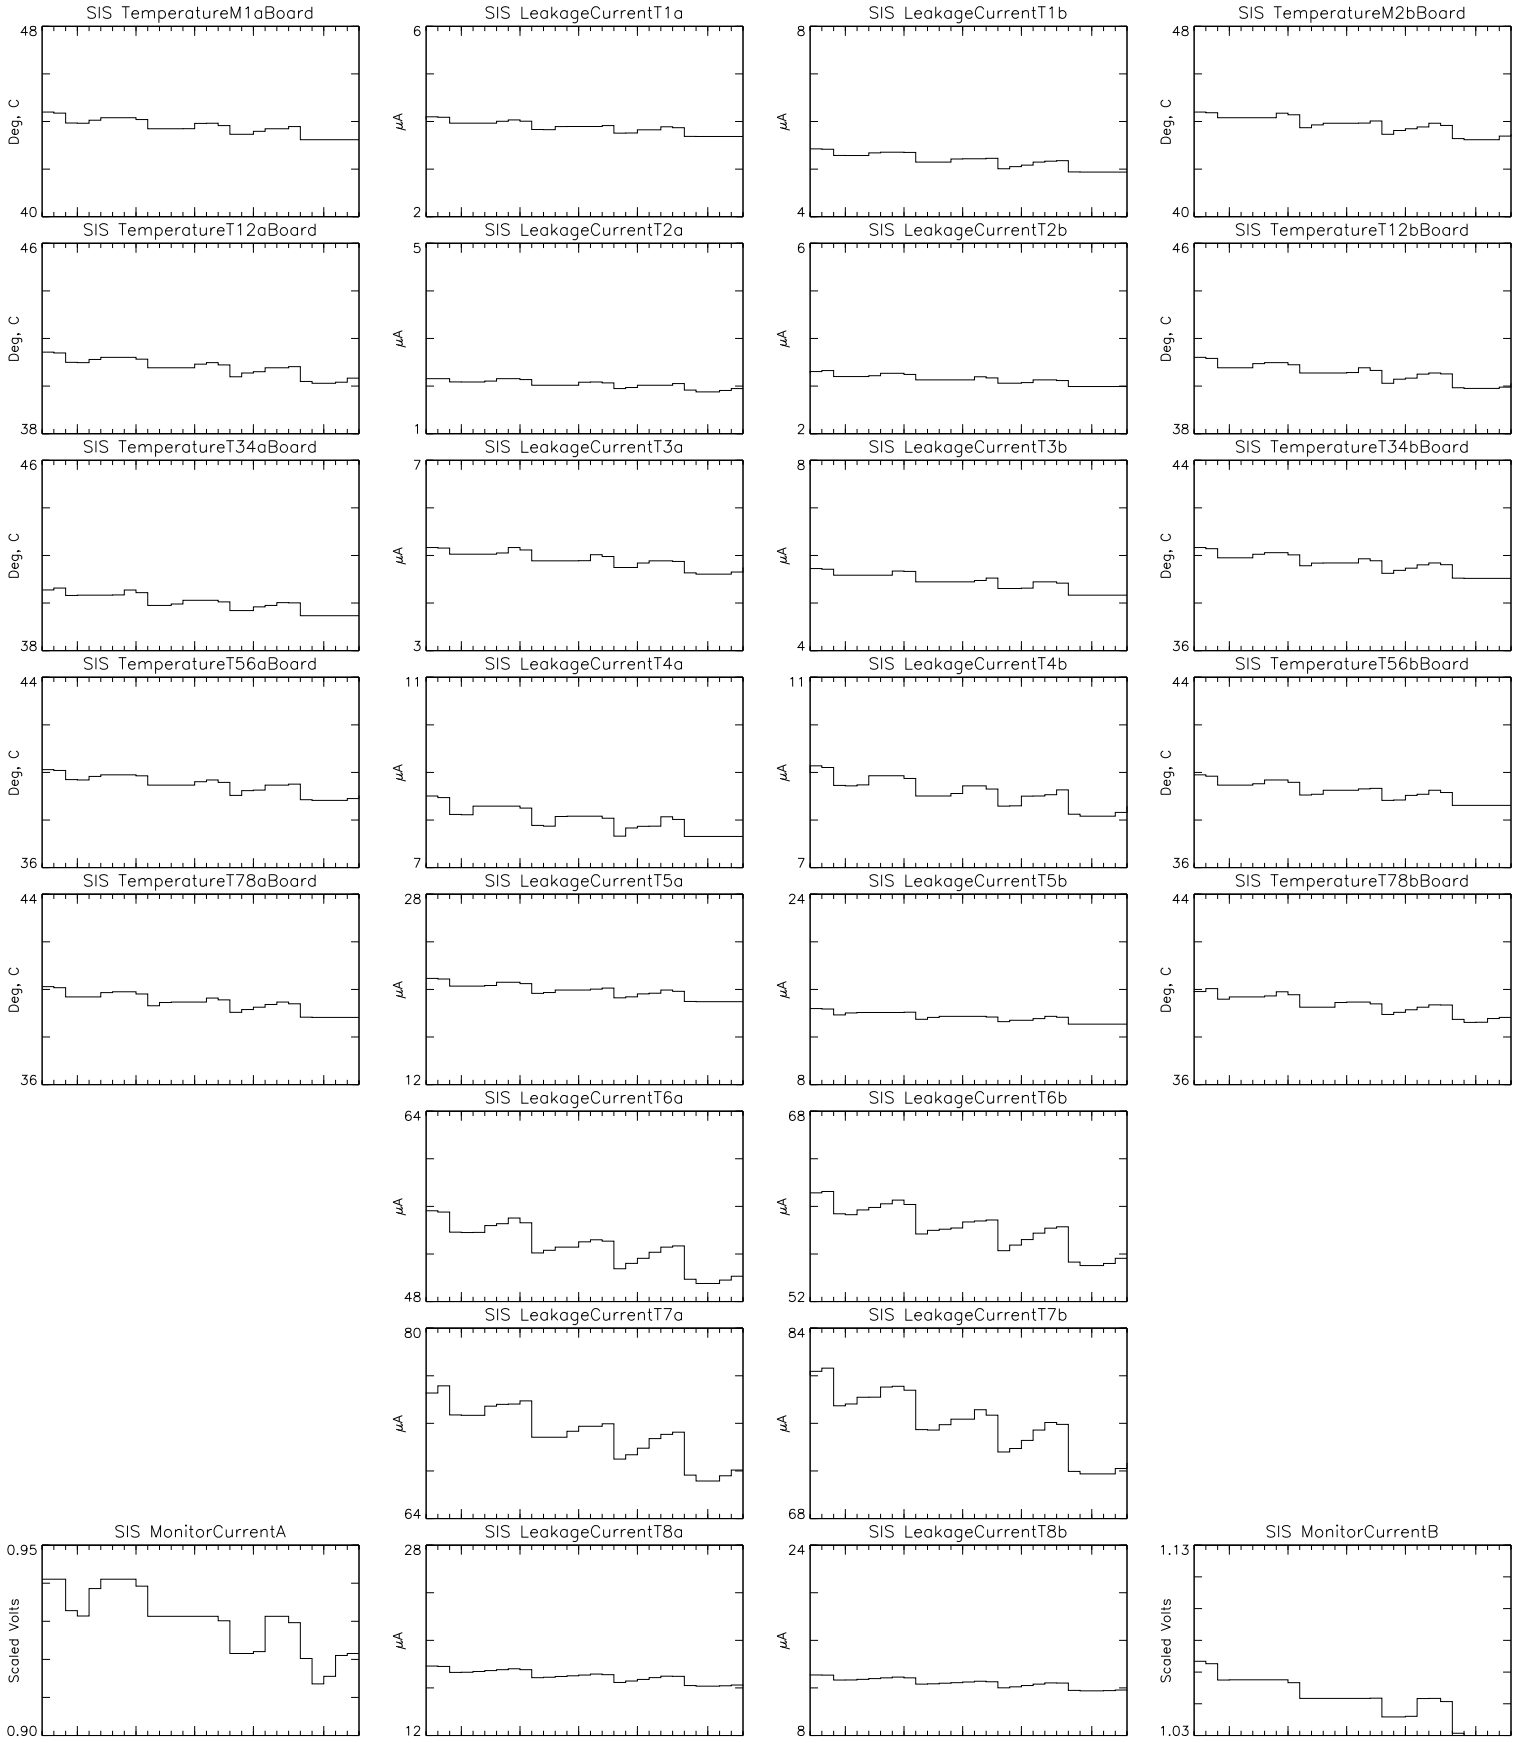 SIS TemperatureM1aBoard
48
Deg, C
40
SIS LeakageCurrentT1a
6
μA
2
SIS LeakageCurrentT1b
8
μA
4
SIS TemperatureM2bBoard
48
Deg, C
40
SIS TemperatureT12aBoard
46
Deg, C
38
SIS LeakageCurrentT2a
5
μA
1
SIS LeakageCurrentT2b
6
μA
2
SIS TemperatureT12bBoard
46
Deg, C
38
SIS TemperatureT34aBoard
46
Deg, C
38
SIS LeakageCurrentT3a
7
μA
3
SIS LeakageCurrentT3b
8
μA
4
SIS TemperatureT34bBoard
44
Deg, C
36
SIS TemperatureT56aBoard
44
Deg, C
36
SIS LeakageCurrentT4a
11
μA
7
SIS LeakageCurrentT4b
11
μA
7
SIS TemperatureT56bBoard
44
Deg, C
36
SIS TemperatureT78aBoard
44
Deg, C
36
SIS LeakageCurrentT5a
28
μA
12
SIS LeakageCurrentT5b
24
μA
8
SIS TemperatureT78bBoard
44
Deg, C
36
SIS LeakageCurrentT6a
64
μA
48
SIS LeakageCurrentT6b
68
μA
52
SIS LeakageCurrentT7a
80
μA
64
SIS LeakageCurrentT7b
84
μA
68
SIS MonitorCurrentA
0.95
Scaled Volts
0.90
SIS LeakageCurrentT8a
28
μA
12
SIS LeakageCurrentT8b
24
μA
8
SIS MonitorCurrentB
1.13
Scaled Volts
1.03